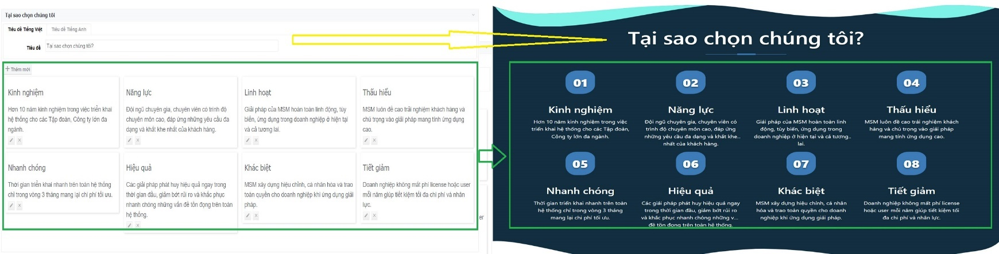 Tại sao chọn chúng tôi
Tiêu đề Tiếng Việt
Tiêu đề Tiếng Anh
Tiêu đề
Tại sao chọn chúng tôi?
Thêm mới
Kinh nghiệm
Hơn 10 năm kinh nghiệm trong việc triển khai
hệ thống cho các Tập đoàn, Công ty lớn đa
ngành.
Năng lực
Đội ngũ chuyên gia, chuyên viên có trình độ
chuyên môn cao, đáp ứng những yêu cầu đa
dạng và khắt khe nhất của khách hàng.
Linh hoạt
Giải pháp của MSM hoàn toàn linh động, tùy
biến, ứng dụng trong doanh nghiệp ở hiện tại
và cả tương lai.
Thấu hiểu
MSM luôn đề cao trải nghiệm khách hàng và
chú trọng vào giải pháp mang tính ứng dụng
cao.
Nhanh chóng
Thời gian triển khai nhanh trên toàn hệ thống
chỉ trong vòng 3 tháng mang lại chi phí tối ưu.
Hiệu quả
Các giải pháp phát huy hiệu quả ngay trong
thời gian đầu, giảm bớt rủi ro và khắc phục
nhanh chóng những vấn đề tồn đọng trên toàn
hệ thống.
Khác biệt
MSM xây dựng hiệu chỉnh, cá nhân hóa và trao
toàn quyền cho doanh nghiệp khi ứng dụng giải
pháp.
Tiết giảm
Doanh nghiệp không mất phí license hoặc user
mỗi năm giúp tiết kiệm tối đa chi phí và nhân
lực.
er
Tại sao chọn chúng tôi?
01
Kinh nghiệm
Hơn 10 năm kinh nghiệm trong việc
triển khai hệ thống cho các Tập đoàn,
Công ty lớn đa ngành.
02
Năng lực
Đội ngũ chuyên gia, chuyên viên có
trình độ chuyên môn cao, đáp ứng
những yêu cầu đa dạng và khắt khe...
nhất của khách hàng.
03
Linh hoạt
Giải pháp của MSM hoàn toàn linh
động, tùy biến, ứng dụng trong
doanh nghiệp ở hiện tại và cả tương..
lai.
04
Thấu hiểu
MSM luôn đề cao trải nghiệm khách
hàng và chú trọng vào giải pháp
mang tính ứng dụng cao.
05
Nhanh chóng
Thời gian triển khai nhanh trên toàn
hệ thống chỉ trong vòng 3 tháng
mang lại chi phí tối ưu.
06
Hiệu quả
Các giải pháp phát huy hiệu quả ngay
trong thời gian đầu, giảm bớt rủi ro
và khắc phục nhanh chóng những v...
đề tồn đọng trên toàn hệ thống.
07
Khác biệt
MSM xây dựng hiệu chỉnh, cá nhân
hóa và trao toàn quyền cho doanh
nghiệp khi ứng dụng giải pháp.
08
Tiết giảm
Doanh nghiệp không mất phí license
hoặc user mỗi năm giúp tiết kiệm tối
đa chi phí và nhân lực.